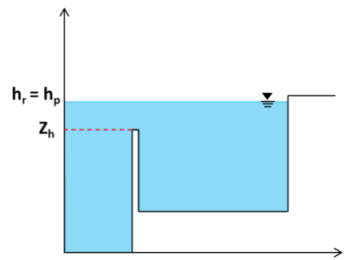 hr = hp
Zh